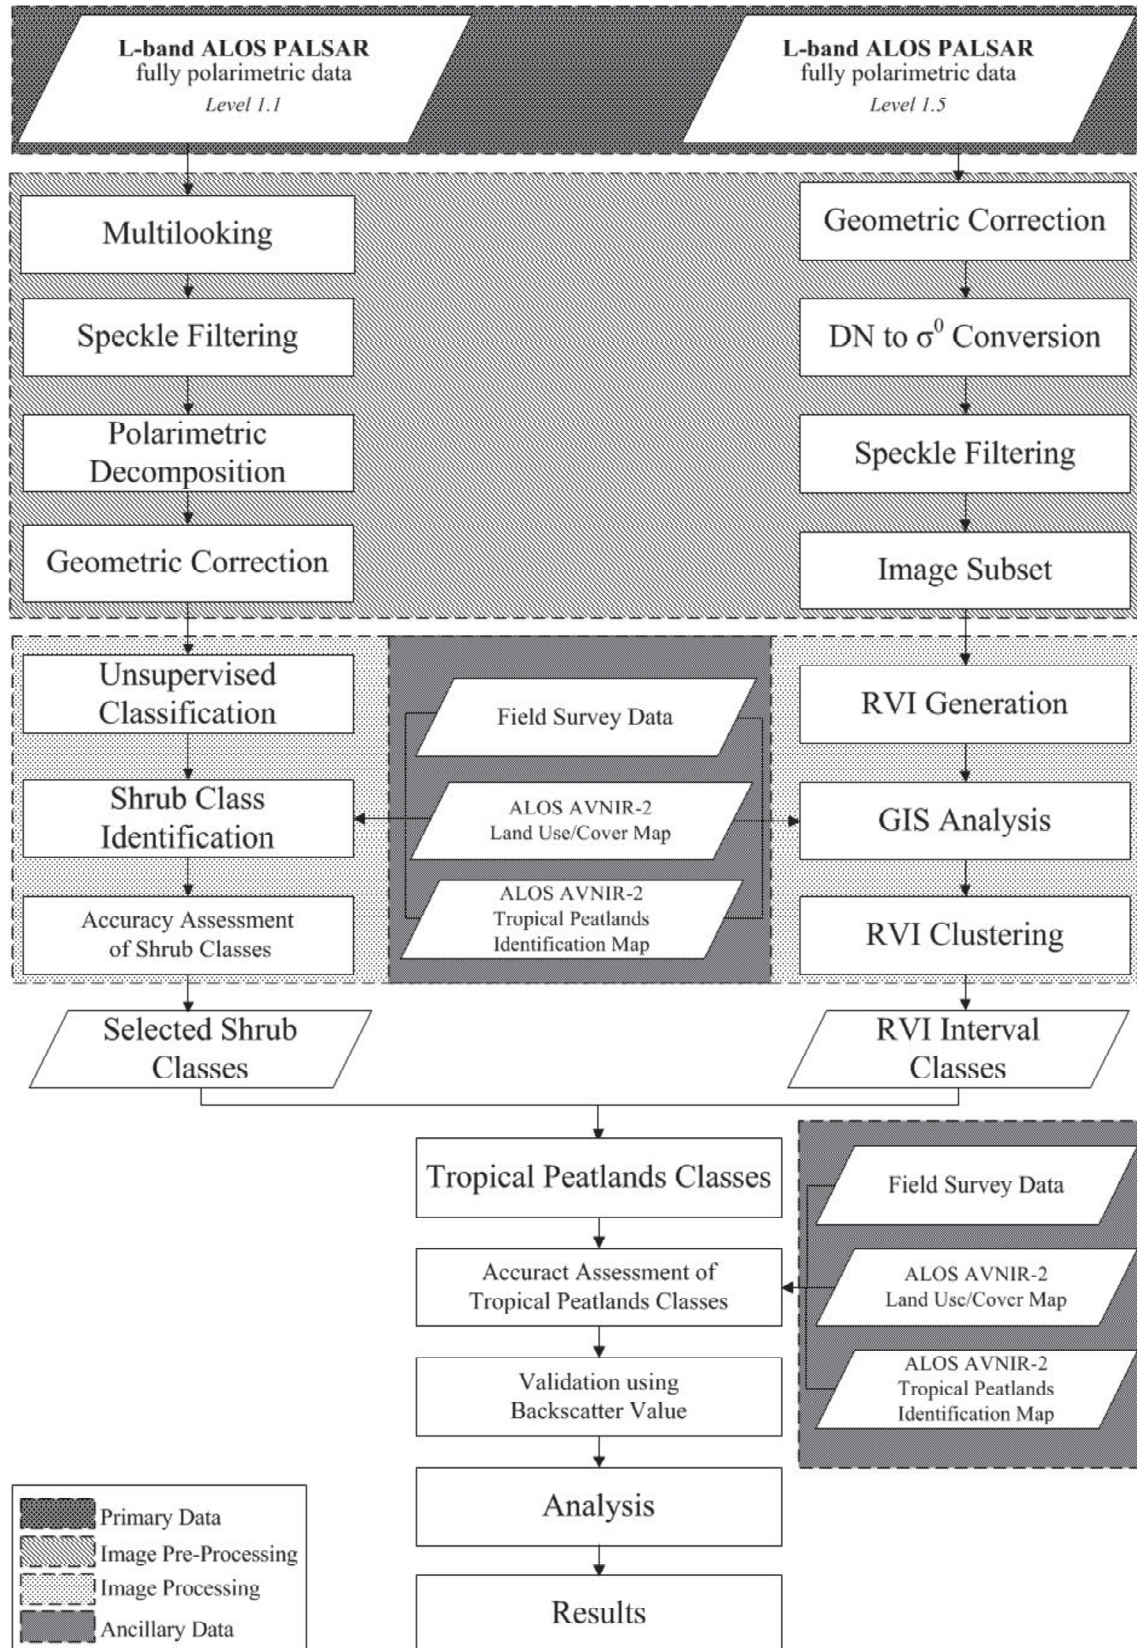 L-band ALOS PALSAR
fully polarimetric data
Level 1.1
L-band ALOS PALSAR
fully polarimetric data
Level 1.5
Multilooking
Speckle Filtering
Polarimetric
Decomposition
Geometric Correction
Geometric Correction
DN to σ⁰ Conversion
Speckle Filtering
Image Subset
Unsupervised
Classification
Shrub Class
Identification
Accuracy Assessment
of Shrub Classes
Field Survey Data
ALOS AVNIR-2
Land Use/Cover Map
ALOS AVNIR-2
Tropical Peatlands
Identification Map
RVI Generation
GIS Analysis
RVI Clustering
Selected Shrub
Classes
RVI Interval
Classes
Tropical Peatlands Classes
Accuract Assessment of
Tropical Peatlands Classes
Validation using
Backscatter Value
Analysis
Results
Field Survey Data
ALOS AVNIR-2
Land Use/Cover Map
ALOS AVNIR-2
Tropical Peatlands
Identification Map
Primary Data
Image Pre-Processing
Image Processing
Ancillary Data